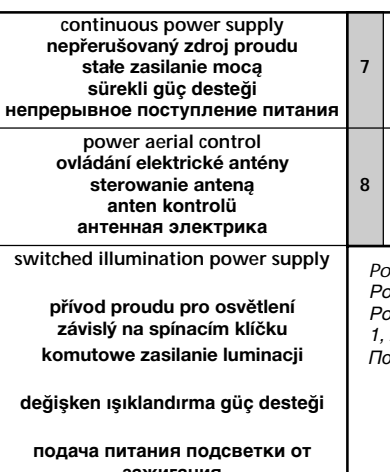 continuous power supply
nepřerušovaný zdroj proudu
stałe zasilanie mocą
sürekli güç desteği
непрерывное поступление питания
7
power aerial control
ovládání elektrické antény
sterowanie anteną
anten kontrolü
антенная электрика
8
switched illumination power supply
přívod proudu pro osvětlení
závislý na spínacím klíčku
komutowe zasilanie luminacji
değişken ışıklandırma güç desteği
подача питания подсветки от
зажигания
1,